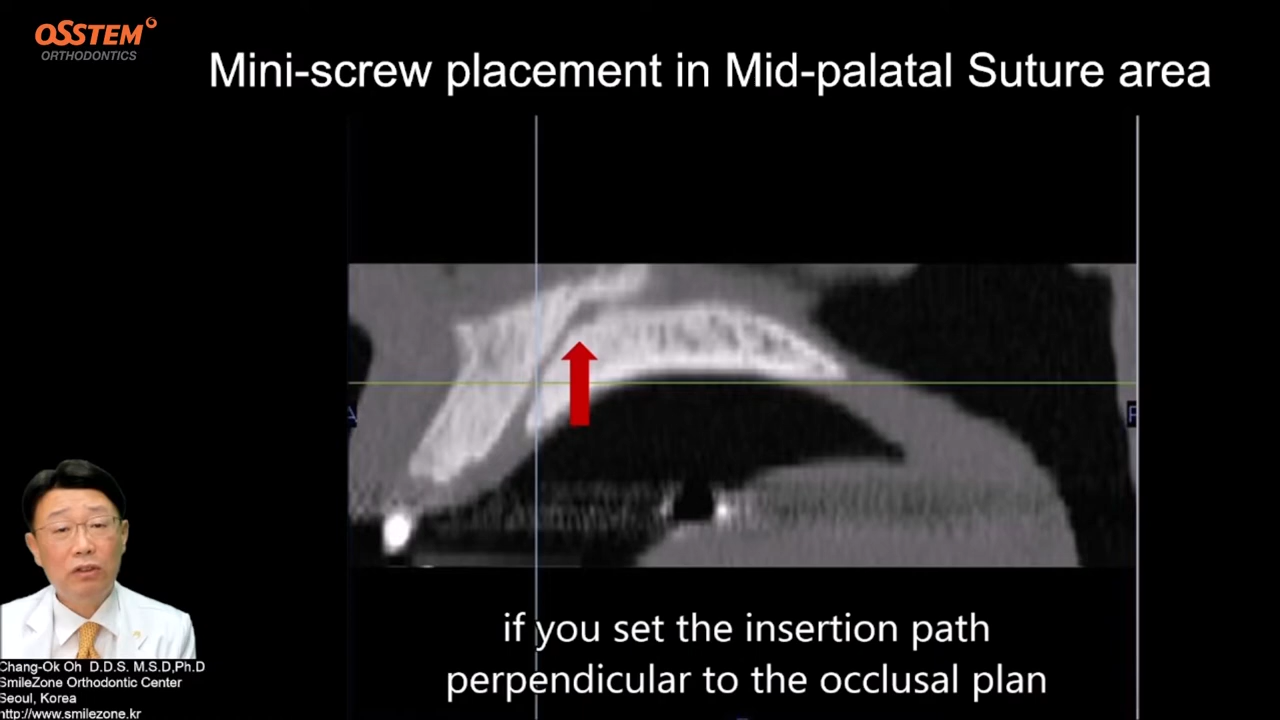 OSSTEM
ORTHODONTICS
Mini-screw placement in Mid-palatal Suture area
A
if you set the insertion path
perpendicular to the occlusal plan
Chang-Ok Oh D.D.S. M.S.D,Ph.D
SmileZone Orthodontic Center
Seoul, Korea
http://www.smilezone.kr